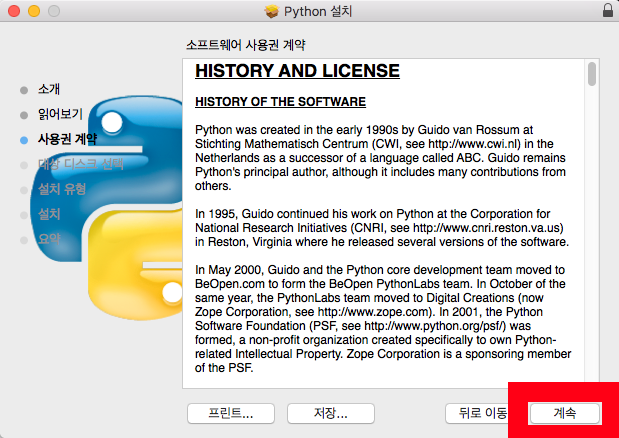 Python 설치
소프트웨어 사용권 계약
소개
읽어보기
사용권 계약
대상 디스크 선택
설치 유형
설치
요약
HISTORY AND LICENSE
HISTORY OF THE SOFTWARE
Python was created in the early 1990s by Guido van Rossum at
Stichting Mathematisch Centrum (CWI, see http://www.cwi.nl) in the
Netherlands as a successor of a language called ABC. Guido remains
Python's principal author, although it includes many contributions from
others.
In 1995, Guido continued his work on Python at the Corporation for
National Research Initiatives (CNRI, see http://www.cnri.reston.va.us)
in Reston, Virginia where he released several versions of the software.
In May 2000, Guido and the Python core development team moved to
BeOpen.com to form the BeOpen PythonLabs team. In October of the
same year, the PythonLabs team moved to Digital Creations (now
Zope Corporation, see http://www.zope.com). In 2001, the Python
Software Foundation (PSF, see http://www.python.org/psf/) was
formed, a non-profit organization created specifically to own Python-
related Intellectual Property. Zope Corporation is a sponsoring member
of the PSF.
프린트...
저장...
뒤로 이동
계속